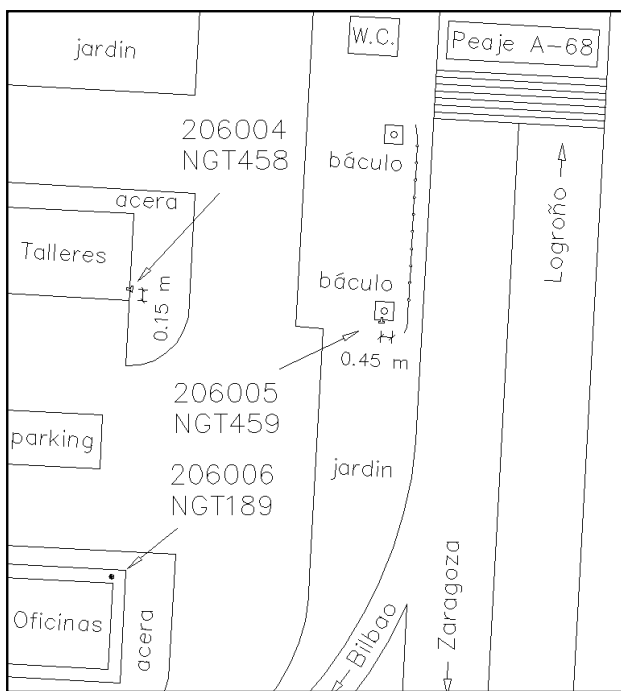 jardin
W.C.
Peaje A-68
206004
NGT458
báculo
acera
Logroño
Talleres
báculo
0.15 m
0.45 m
206005
NGT459
parking
jardin
206006
NGT189
Zaragoza
Oficinas
acera
Bilbao